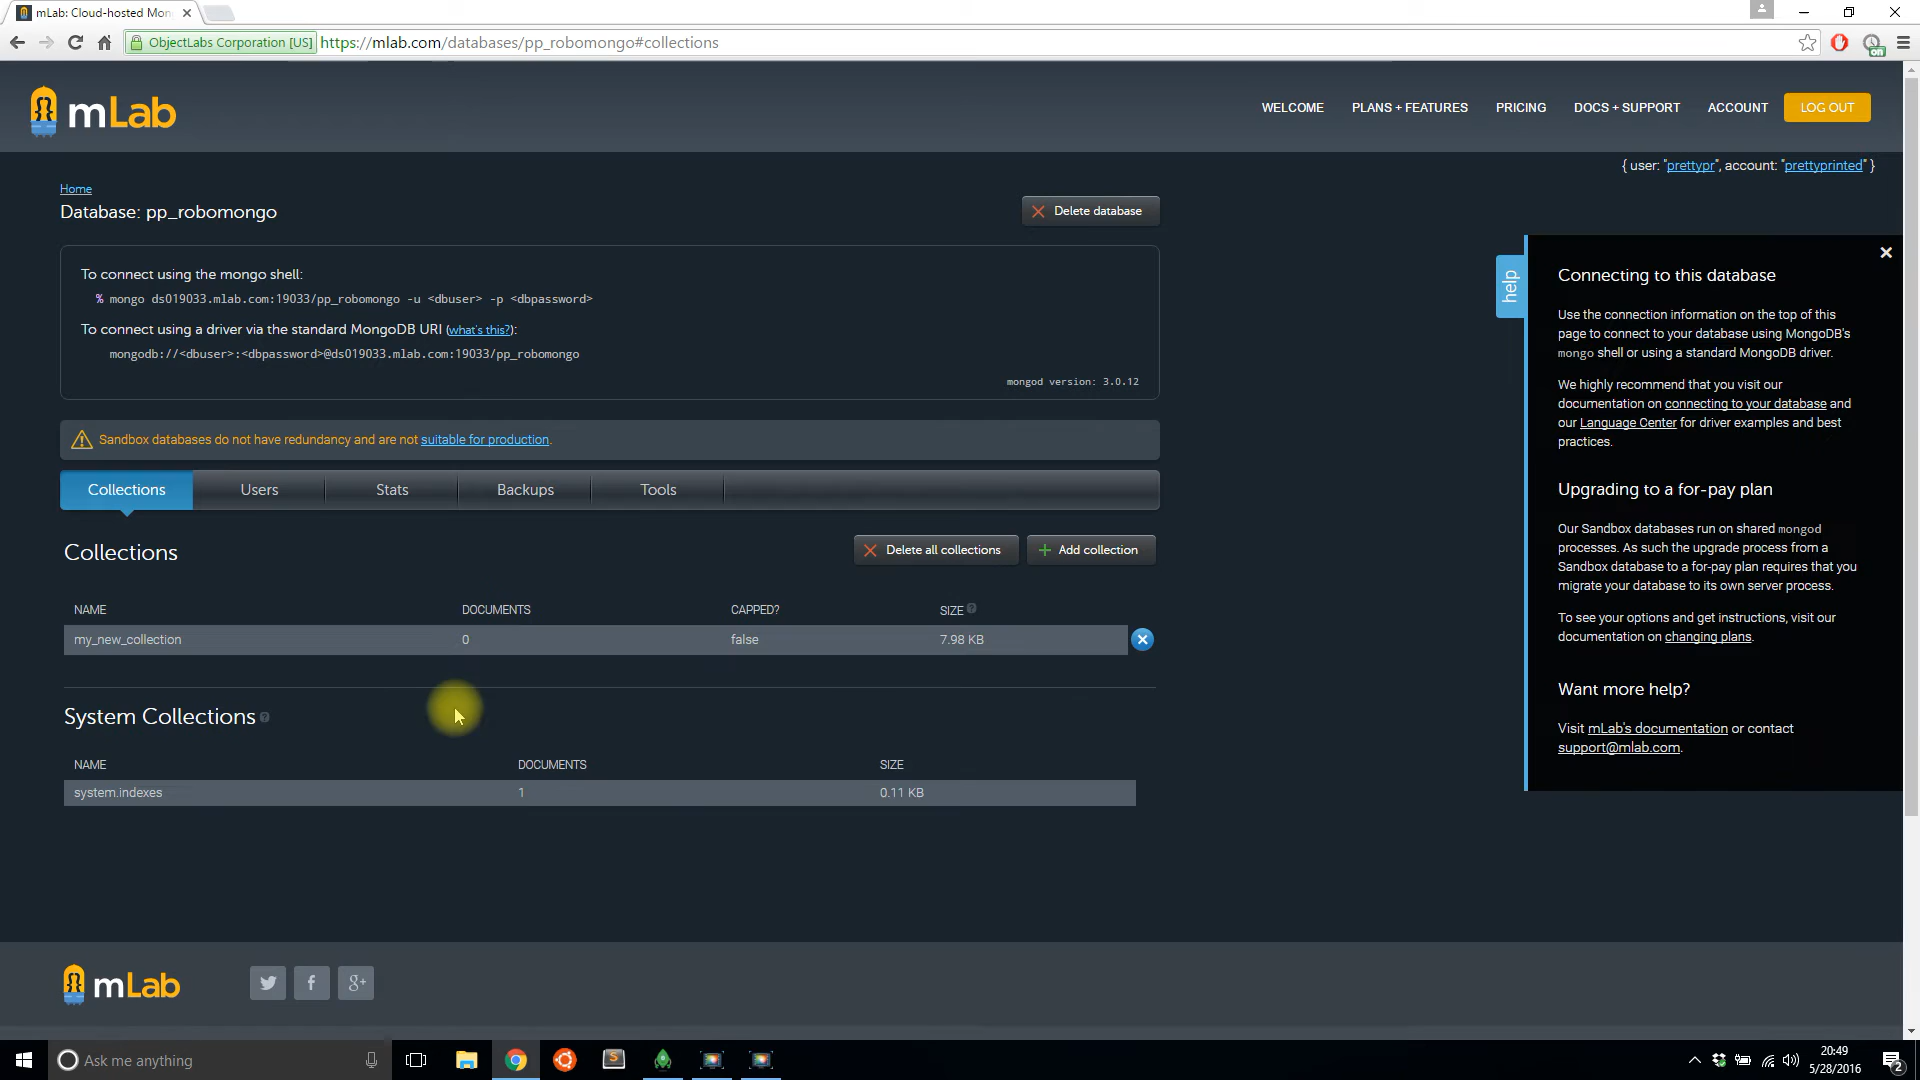 mLab: Cloud-hosted Mon
ObjectLabs Corporation [US]
https://mlab.com/databases/pp_robomongo#collections
on
mLab
WELCOME
PLANS + FEATURES
PRICING
DOCS + SUPPORT
ACCOUNT
LOG OUT
{ user: "prettypr", account: "prettyprinted" }
Home
Database: pp_robomongo
Delete database
To connect using the mongo shell:
% mongo ds019033.mlab.com:19033/pp_robomongo -u <dbuser> -p <dbpassword>
To connect using a driver via the standard MongoDB URI (what's this?):
mongodb://<dbuser>:<dbpassword>@ds019033.mlab.com:19033/pp_robomongo
mongod version: 3.0.12
Sandbox databases do not have redundancy and are not suitable for production.
Collections
Users
Stats
Backups
Tools
Collections
Delete all collections
+ Add collection
NAME DOCUMENTS CAPPED? SIZE ?
my_new_collection 0 false 7.98 KB
System Collections ?
NAME DOCUMENTS SIZE
system.indexes 1 0.11 KB
help
Connecting to this database
Use the connection information on the top of this
page to connect to your database using MongoDB's
mongo shell or using a standard MongoDB driver.
We highly recommend that you visit our
documentation on connecting to your database and
our Language Center for driver examples and best
practices.
Upgrading to a for-pay plan
Our Sandbox databases run on shared mongod
processes. As such the upgrade process from a
Sandbox database to a for-pay plan requires that you
migrate your database to its own server process.
To see your options and get instructions, visit our
documentation on changing plans.
Want more help?
Visit mLab's documentation or contact
support@mlab.com.
mLab
g+
Ask me anything
20:49
5/28/2016
2